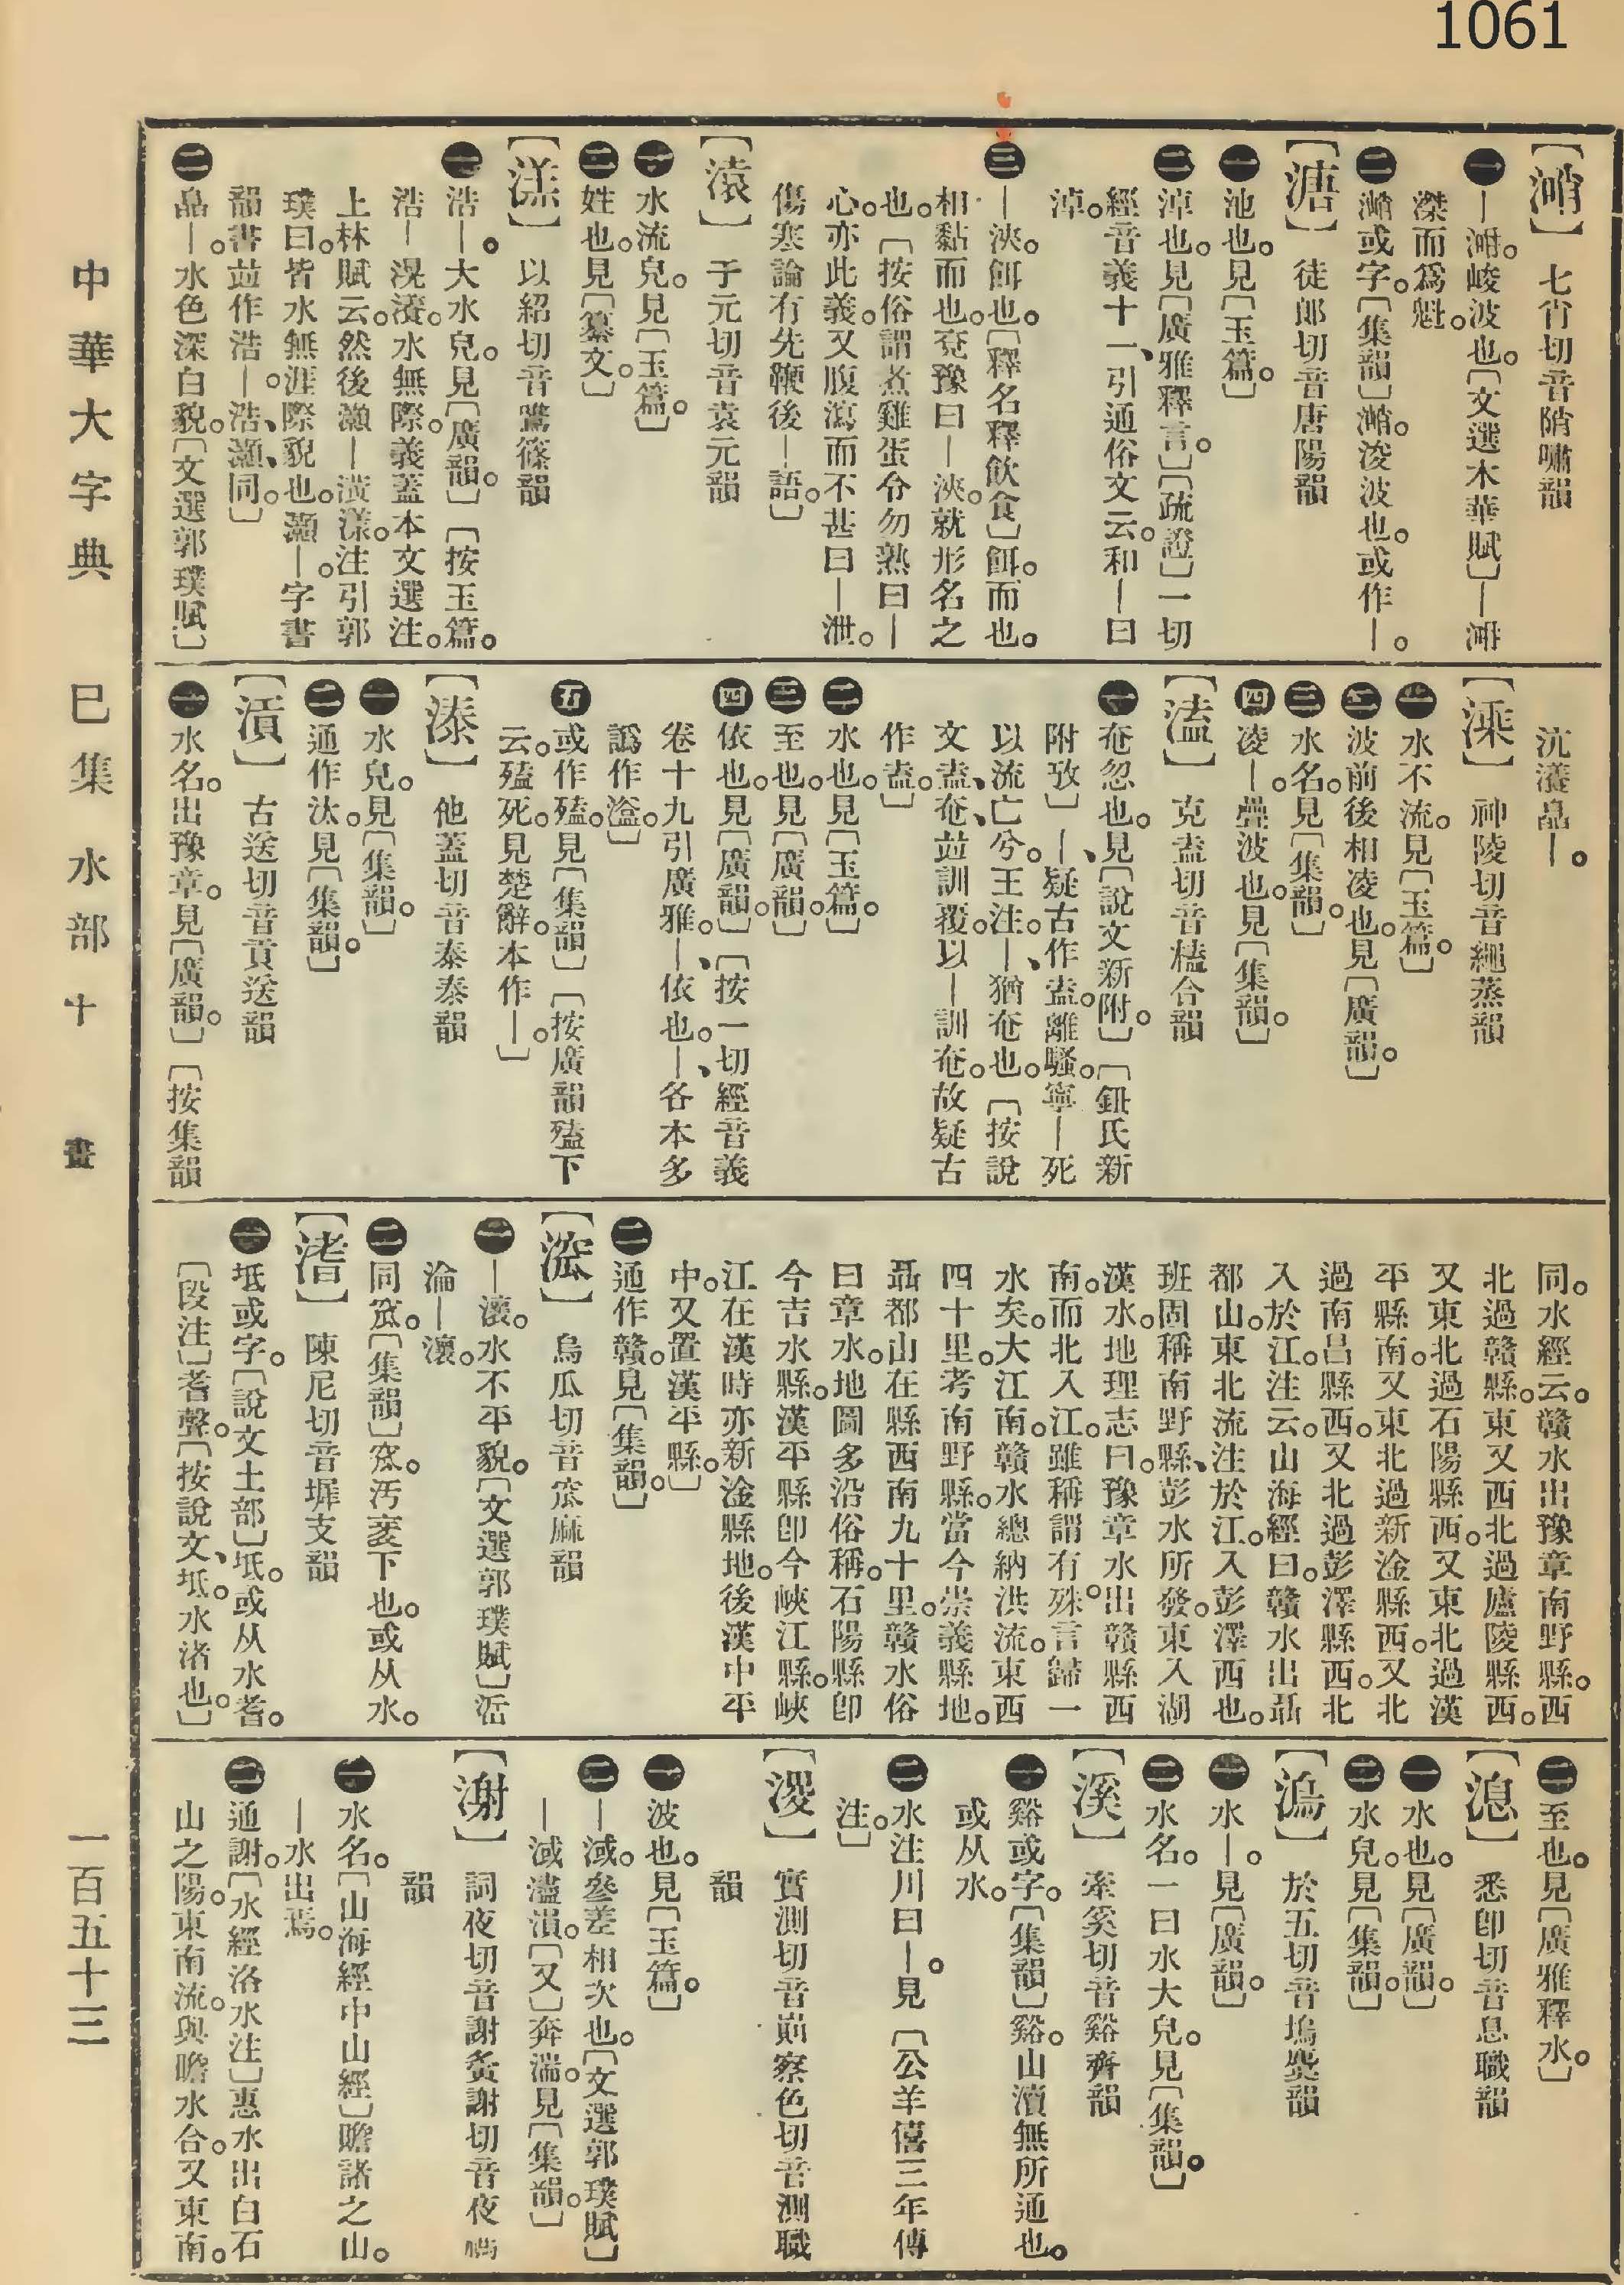 1061
【㴥】七肖切音陗嘯韻
㊀—㴒峻波也〔文選木華賦〕—㴒
滐而爲魁
㊁㴥或字〔集韻〕㴥浚波也或作—
【溏】徒郎切音唐陽韻
㊀池也見〔玉篇〕
㊁淖也見〔廣雅釋言〕〔疏證〕一切
經音義十一引通俗文云和—曰
淖
㊂—浹餌也〔釋名釋飲食〕餌而也
相黏而也兗豫曰—浹就形名之
也〔按俗謂煮雞蛋令勿熟曰—
心亦此義又腹瀉而不甚曰—泄
傷寒論有先鞕後—語〕
【溒】于元切音袁元韻
㊀水流皃見〔玉篇〕
㊁姓也見〔纂文〕
【溔】以紹切音鷕篠韻
㊀浩—大水皃見〔廣韻〕〔按玉篇
浩—滉瀁水無際義蓋本文選注
上林賦云然後灝—潢漾注引郭
璞曰皆水無涯際貌也灝—字書
韻書竝作浩—浩灝同〕
㊁皛—水色深白貌〔文選郭璞賦〕
沆瀁皛—
【溗】神陵切音繩蒸韻
㊀水不流見〔玉篇〕
㊁波前後相凌也見〔廣韻〕
㊂水名見〔集韻〕
㊃凌—疊波也見〔集韻〕
【溘】克盍切音榼合韻
㊀奄忽也見〔說文新附〕〔鈕氏新
附攷〕—疑古作盍離騷寧—死
以流亡兮王注—猶奄也〔按說
文盍奄竝訓覆以—訓奄故疑古
作盍〕
㊁水也見〔玉篇〕
㊂至也見〔廣韻〕
㊃依也見〔廣韻〕〔按一切經音義
卷十九引廣雅—依也—各本多
譌作濭〕
㊄或作㱼見〔集韻〕〔按廣韻㱼下
云㱼死見楚辭本作—〕
【溙】他蓋切音泰泰韻
㊀水皃見〔集韻〕
㊁通作汰見〔集韻〕
【㵀】古送切音貢送韻
㊀水名出豫章見〔廣韻〕〔按集韻
同水經云贛水出豫章南野縣西
北過贛縣東又西北過廬陵縣西
又東北過石陽縣西又東北過漢
平縣南又東北過新淦縣西又北
過南昌縣西又北過彭澤縣西北
入於江注云山海經曰贛水出聶
都山東北流注於江入彭澤西也
班固稱南野縣彭水所發東入湖
漢水地理志曰豫章水出贛縣西
南而北入江雖稱謂有殊言歸一
水矣大江南贛水總納洪流東西
四十里考南野縣當今崇義縣地
聶都山在縣西南九十里贛水俗
曰章水地圖多沿俗稱石陽縣卽
今吉水縣漢平縣卽今峽江縣峽
江在漢時亦新淦縣地後漢中平
中又置漢平縣〕
㊁通作贛見〔集韻〕
【溛】烏瓜切音窊麻韻
㊀—㵫水不平貌〔文選郭璞賦〕泓
淪—㵫
㊁同窊〔集韻〕窊汚衺下也或从水
【渻】陳尼切音墀支韻
㊀坻或字〔說文土部〕坻或从水耆
〔段注〕耆聲〔按說文坻水渚也〕
㊁至也見〔廣雅釋水〕
【㴧】悉卽切音息職韻
㊀水也見〔廣韻〕
㊁水皃見〔集韻〕
【溩】於五切音塢麌韻
㊀水—見〔廣韻〕
㊁水名一曰水大皃見〔集韻〕
【溪】牽奚切音谿齊韻
㊀谿或字〔集韻〕谿山瀆無所通也
或从水
㊁水注川曰—見〔公羊僖三年傳
注〕
【溭】實測切音崱察色切音測職
韻
㊀波也見〔玉篇〕
㊁—淢參差相次也〔文選郭璞賦〕
—淢濜溳〔又〕奔湍見〔集韻〕
【㴬】詞夜切音謝食謝切音夜禡
韻
㊀水名〔山海經中山經〕瞻諸之山
—水出焉
㊁通謝〔水經洛水注〕惠水出白石
山之陽東南流與瞻水合又東南
中華大字典 巳集 水部 十 畫 一百五十三